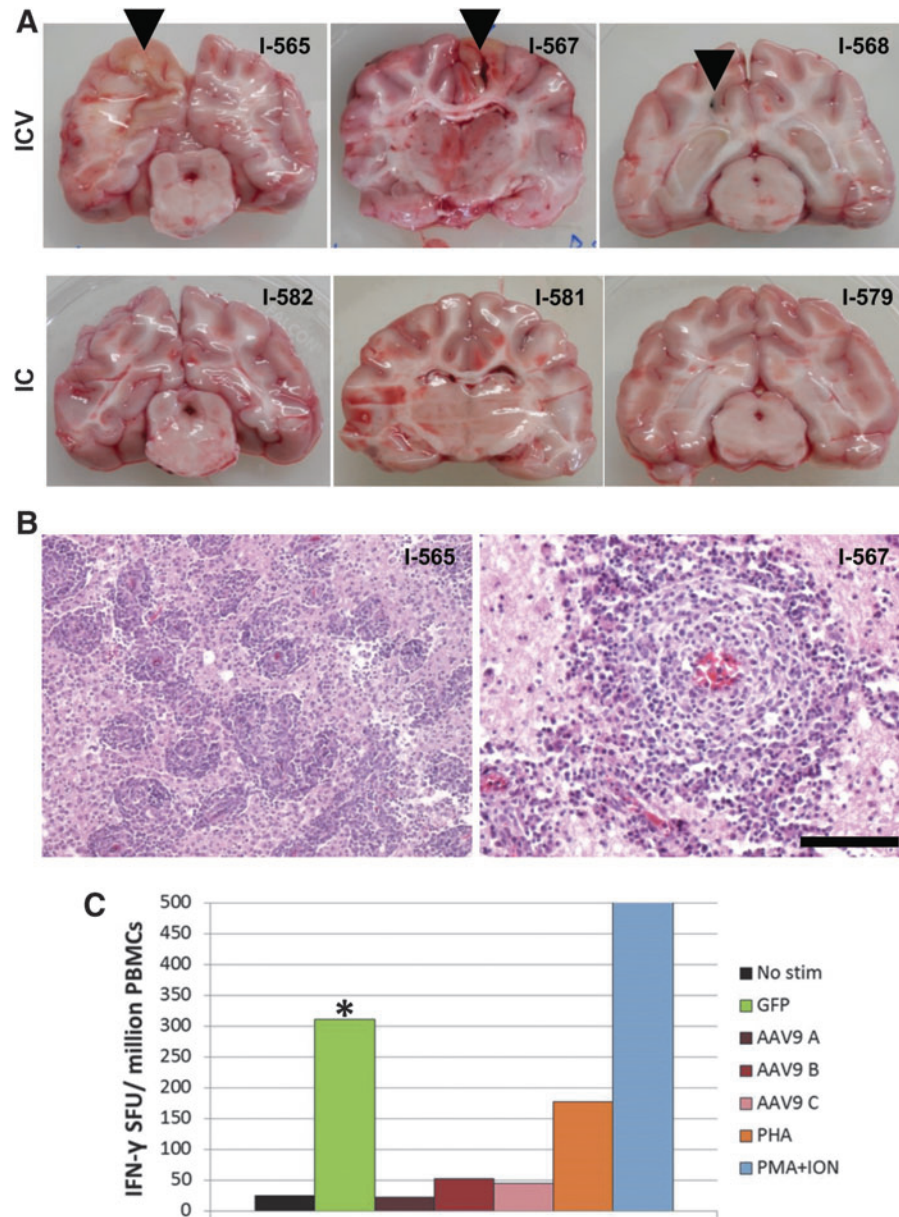 A
ICV
I-565
I-567
I-568
IC
I-582
I-581
I-579
B
I-565
I-567
C
IFN-γ SFU/ million PBMCs
500
450
400
350
300
250
200
150
100
50
0
*
No stim
GFP
AAV9 A
AAV9 B
AAV9 C
PHA
PMA+ION